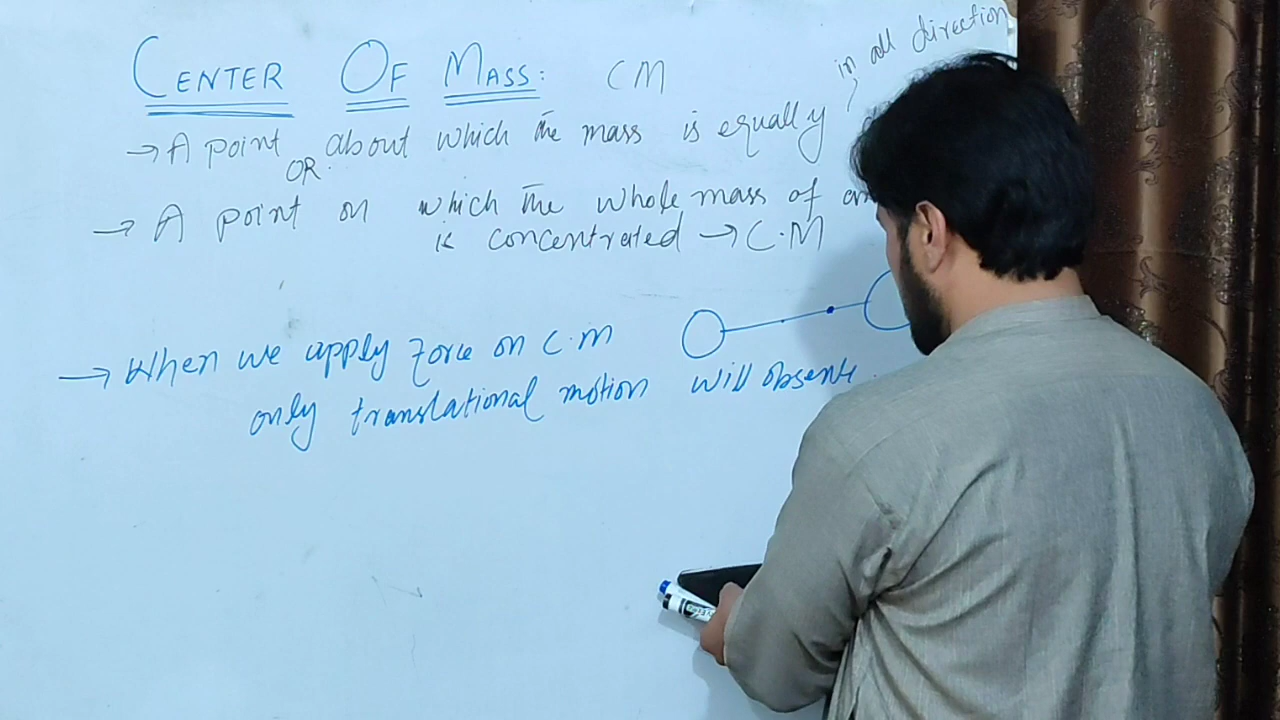 CENTER OF MASS: CM
in all direction
→ A point about which the mass is equally
OR
→ A point on which the whole mass of an
is concentrated → C.M
→ When we apply Force on C.M
only translational motion will observe.